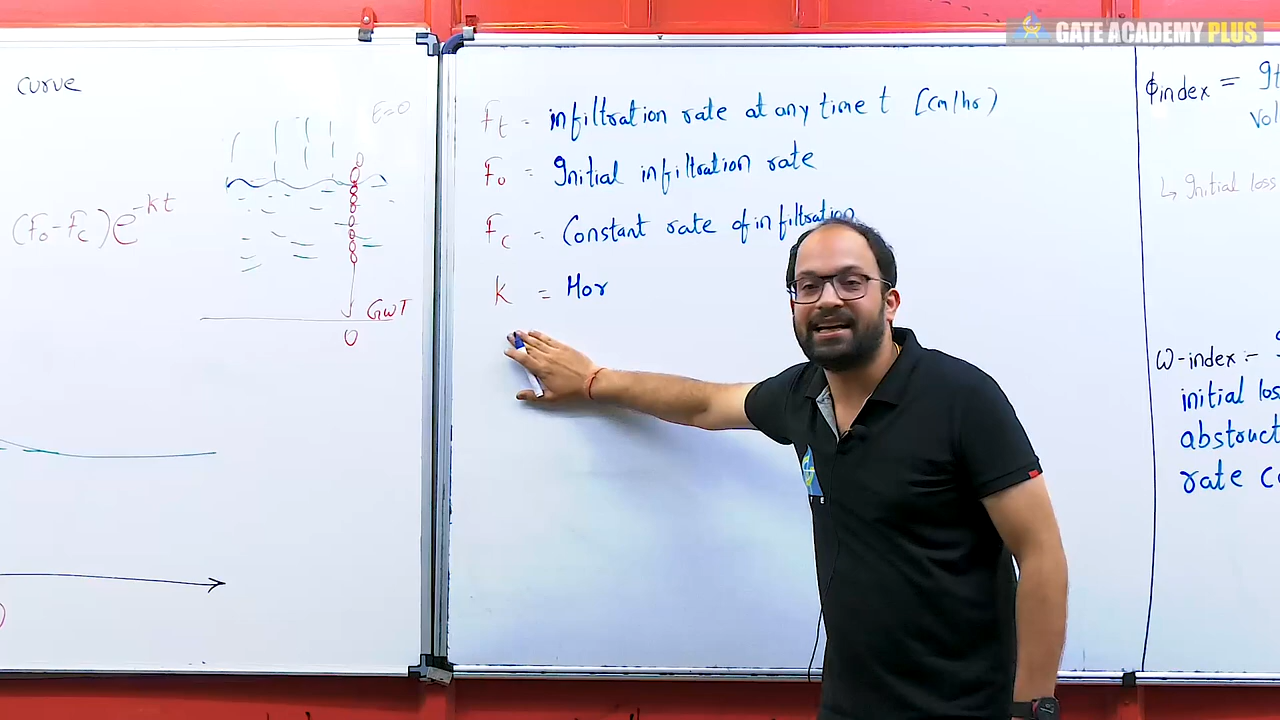 GATE ACADEMY PLUS
curve
E=0
(F₀-F_c)e^-kt
GWT
0
F_t = infiltration rate at any time t [cm/hr)
F₀ = Initial infiltration rate
F_c = Constant rate of infiltration
K = Hor
ϕindex =
↳ Initial loss
ω-index :-
initial los
abstruct
rate c